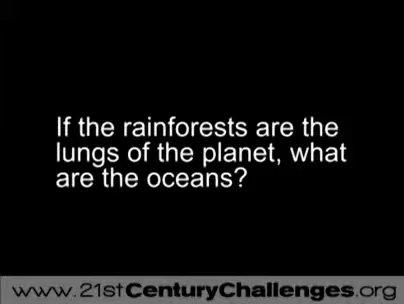 If the rainforests are the
lungs of the planet, what
are the oceans?
www.21stCenturyChallenges.org